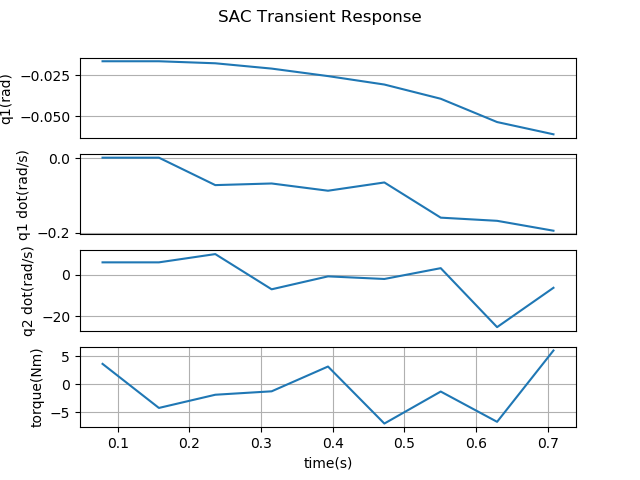 SAC Transient Response
q1(rad)
−0.025
−0.050
q1 dot(rad/s)
0.0
−0.2
q2 dot(rad/s)
0
−20
torque(Nm)
5
0
−5
0.1 0.2 0.3 0.4 0.5 0.6 0.7
time(s)